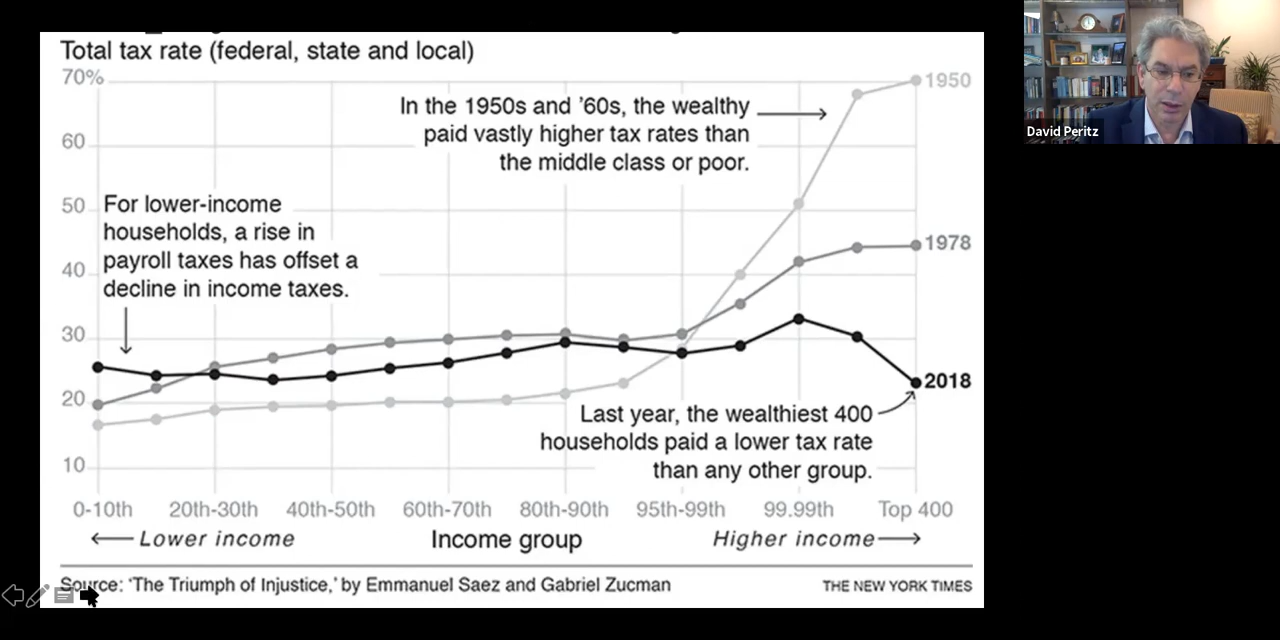 Total tax rate (federal, state and local)
70%
1950
In the 1950s and ’60s, the wealthy
paid vastly higher tax rates than
the middle class or poor.
60
For lower-income
households, a rise in
payroll taxes has offset a
decline in income taxes.
50
1978
40
30
2018
20
Last year, the wealthiest 400
households paid a lower tax rate
than any other group.
10
0-10th 20th-30th 40th-50th 60th-70th 80th-90th 95th-99th 99.99th Top 400
Lower income Income group Higher income
Source: ‘The Triumph of Injustice,’ by Emmanuel Saez and Gabriel Zucman THE NEW YORK TIMES
David Peritz